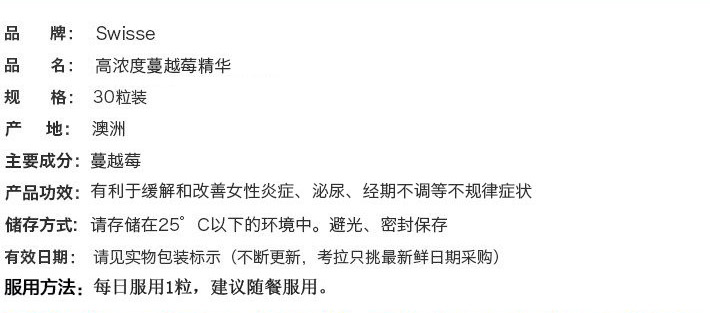 品 牌： Swisse
品 名： 高浓度蔓越莓精华
规 格： 30粒装
产 地： 澳洲
主要成分：蔓越莓
产品功效：有利于缓解和改善女性炎症、泌尿、经期不调等不规律症状
储存方式：请存储在25°C以下的环境中。避光、密封保存
有效日期： 请见实物包装标示（不断更新，考拉只挑最新鲜日期采购）
服用方法：每日服用1粒，建议随餐服用。